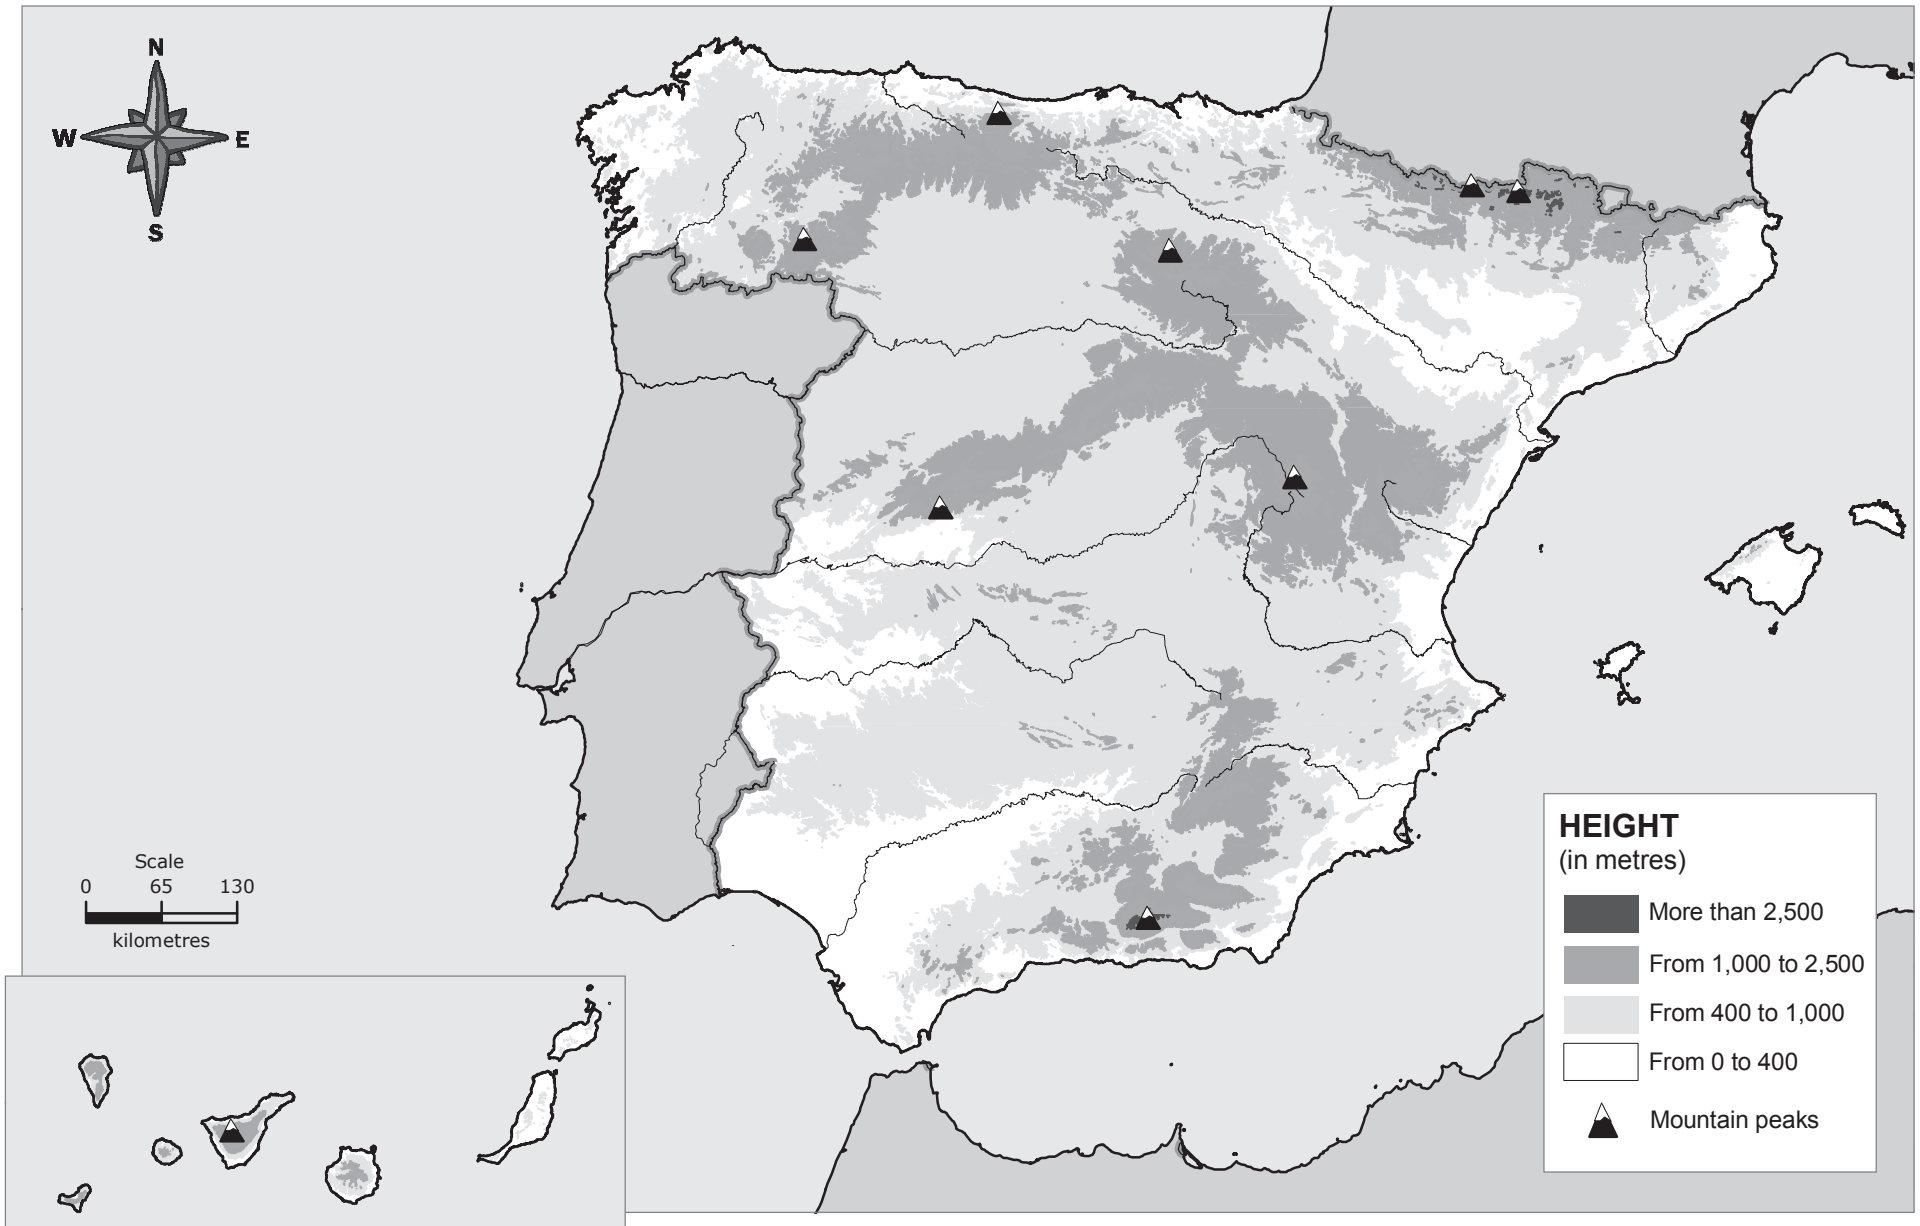 N
W
E
S
Scale
0 65 130
kilometres
HEIGHT
(in metres)
More than 2,500
From 1,000 to 2,500
From 400 to 1,000
From 0 to 400
Mountain peaks